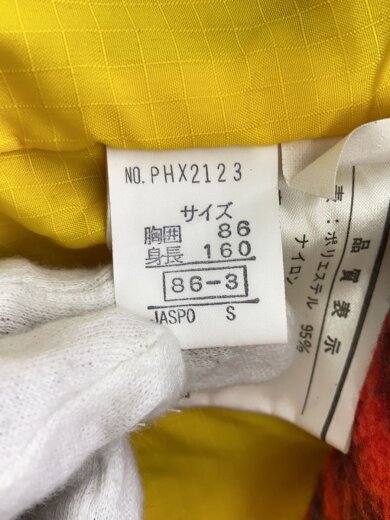 NO. PHX2123
サイズ
胸囲 86
身長 160
86-3
JASPO S
品質表示
表:ポリエステル 95%
ナイロン